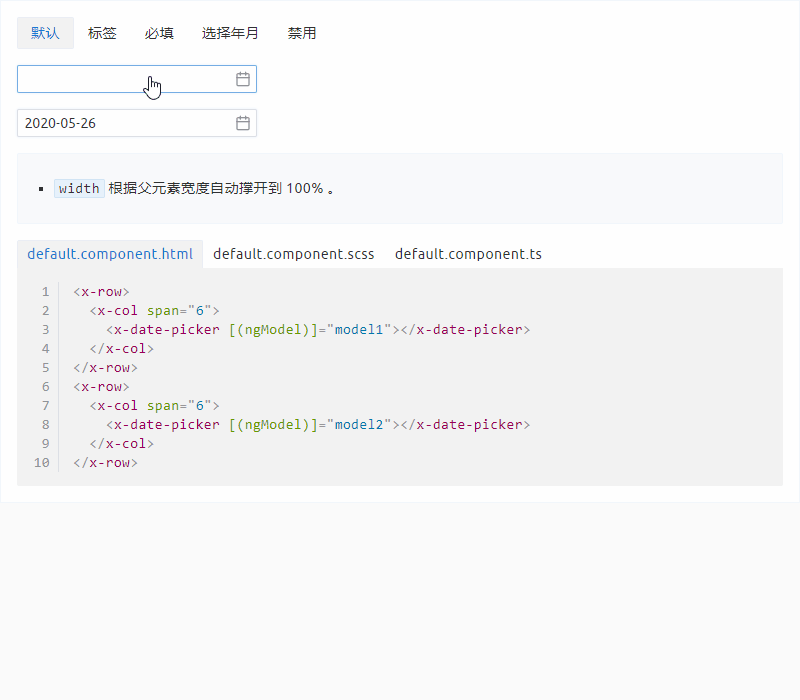 默认 标签 必填 选择年月 禁用
2020-05-26
width 根据父元素宽度自动撑开到 100% 。
default.component.html default.component.scss default.component.ts
1 <x-row>
2 <x-col span="6">
3 <x-date-picker [(ngModel)]="model1"></x-date-picker>
4 </x-col>
5 </x-row>
6 <x-row>
7 <x-col span="6">
8 <x-date-picker [(ngModel)]="model2"></x-date-picker>
9 </x-col>
10 </x-row>